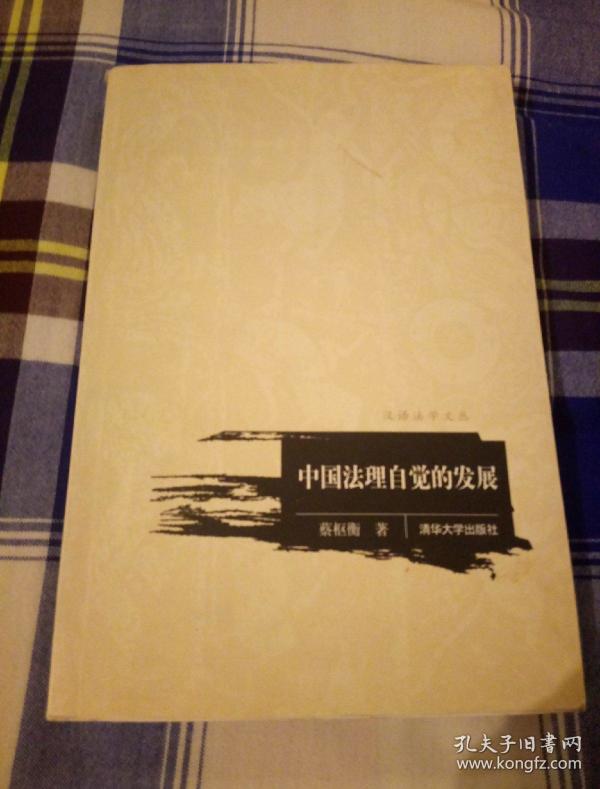 汉语法学文丛
中国法理自觉的发展
蔡枢衡 著 清华大学出版社
孔夫子旧書网
www.kongfz.com